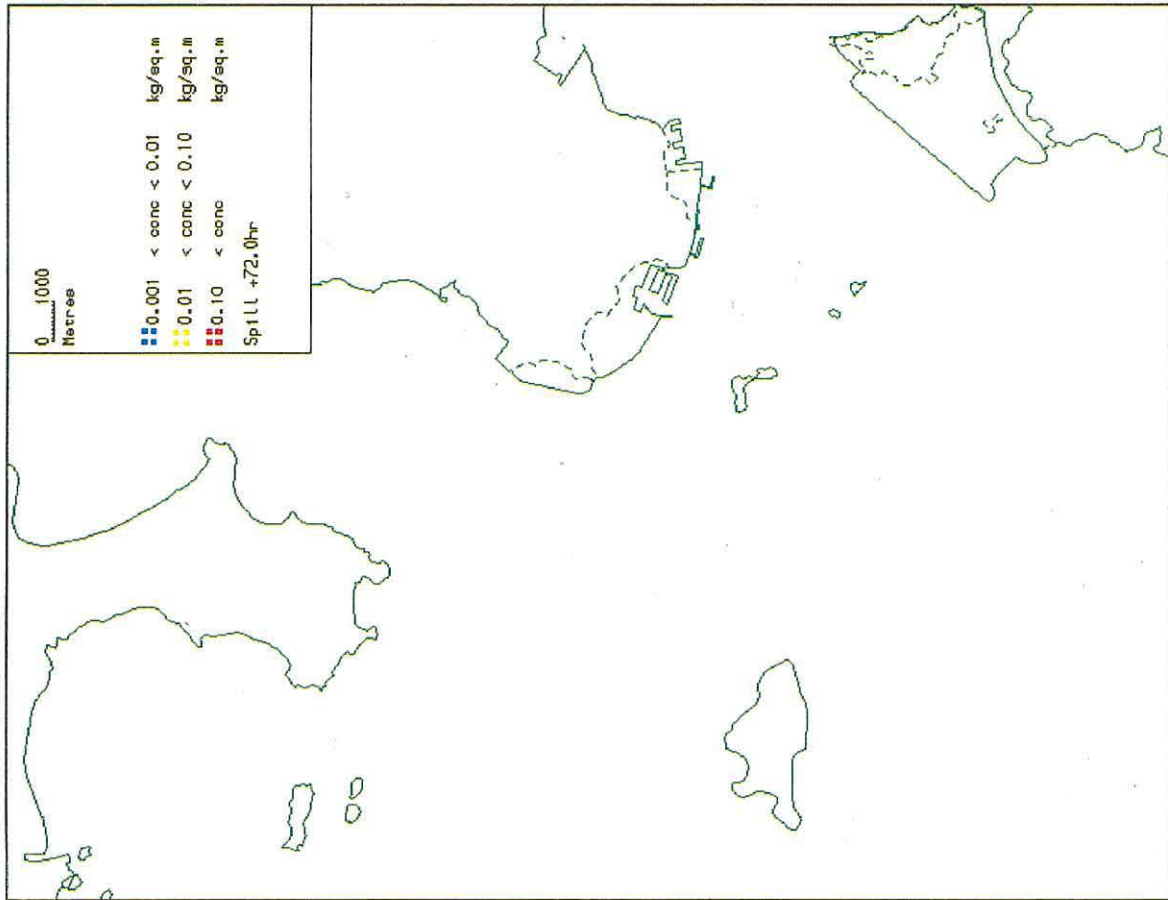 0 1000
Metres
0.001 < conc < 0.01 kg/sq.m
0.01 < conc < 0.10 kg/sq.m
0.10 < conc kg/sq.m
Spill +72.0hr